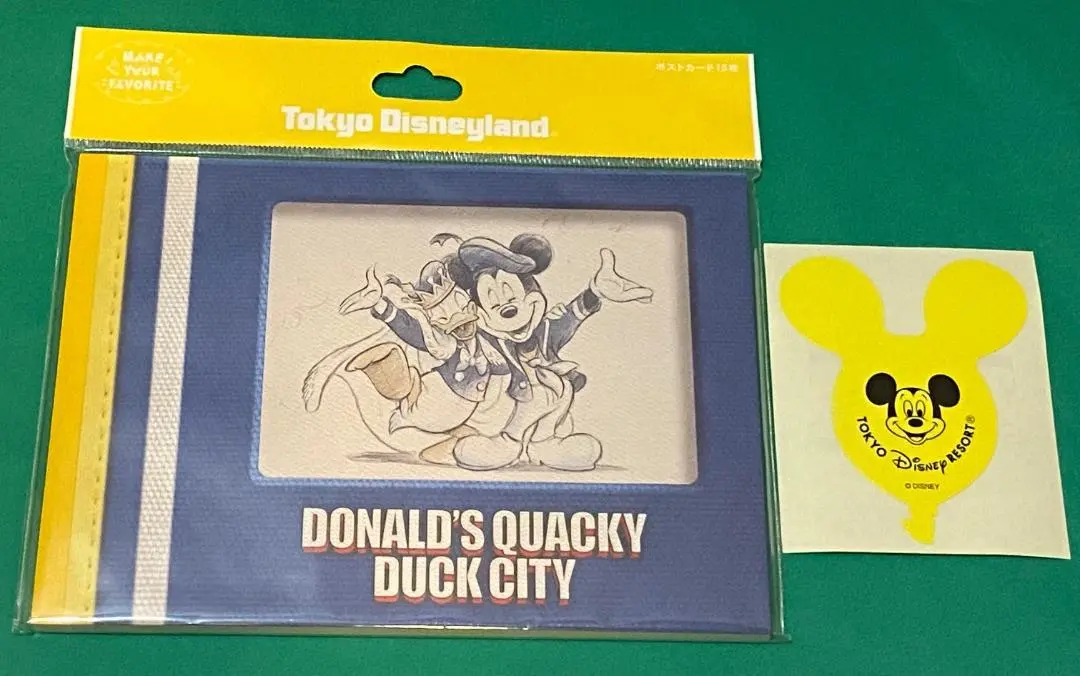 MAKE
YOUR
FAVORITE
ポストカード15枚
Tokyo Disneyland®
DONALD'S QUACKY
DUCK CITY
TOKYO Disney RESORT®
© DISNEY